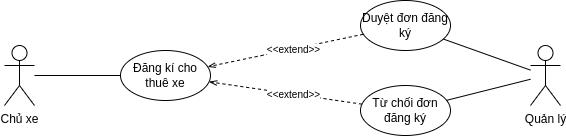 Duyệt đơn đăng
ký
<<extend>>
Đăng kí cho
thuê xe
<<extend>>
Từ chối đơn
đăng ký
Chủ xe
Quản lý